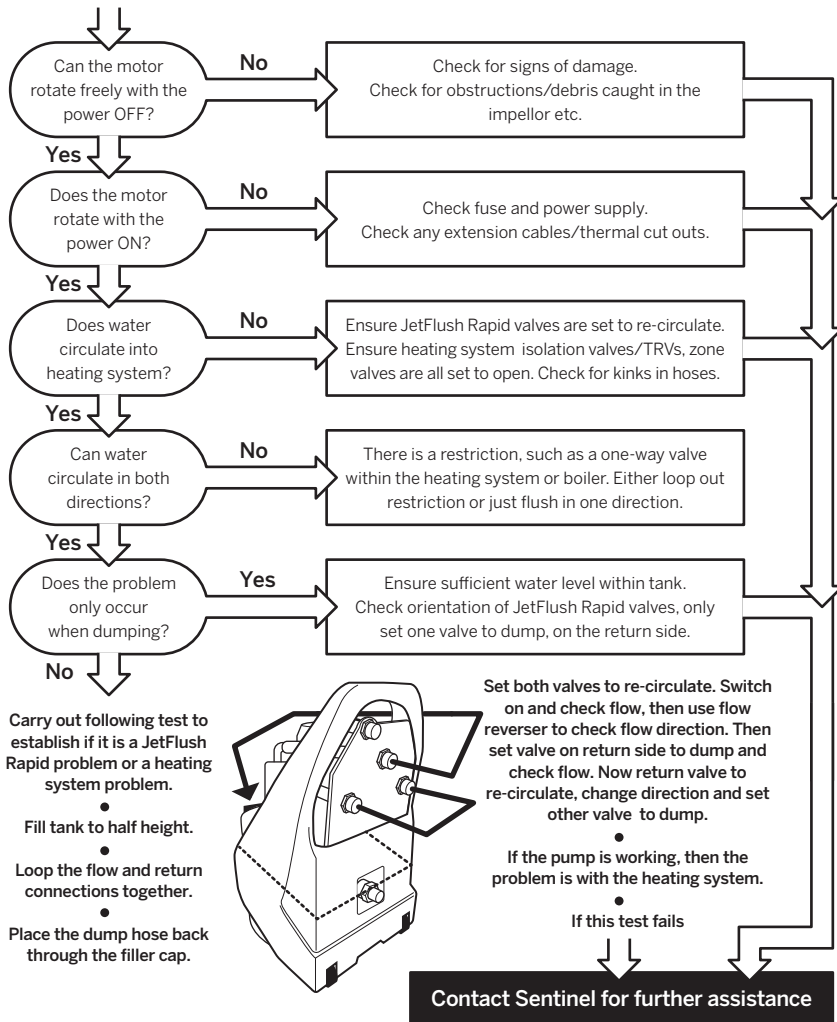 Can the motor
rotate freely with the
power OFF?
No
Check for signs of damage.
Check for obstructions/debris caught in the
impellor etc.
Yes
Does the motor
rotate with the
power ON?
No
Check fuse and power supply.
Check any extension cables/thermal cut outs.
Yes
Does water
circulate into
heating system?
No
Ensure JetFlush Rapid valves are set to re-circulate.
Ensure heating system isolation valves/TRVs, zone
valves are all set to open. Check for kinks in hoses.
Yes
Can water
circulate in both
directions?
No
There is a restriction, such as a one-way valve
within the heating system or boiler. Either loop out
restriction or just flush in one direction.
Yes
Does the problem
only occur
when dumping?
Yes
Ensure sufficient water level within tank.
Check orientation of JetFlush Rapid valves, only
set one valve to dump, on the return side.
No
Carry out following test to
establish if it is a JetFlush
Rapid problem or a heating
system problem.
•
Fill tank to half height.
•
Loop the flow and return
connections together.
•
Place the dump hose back
through the filler cap.
Set both valves to re-circulate. Switch
on and check flow, then use flow
reverser to check flow direction. Then
set valve on return side to dump and
check flow. Now return valve to
re-circulate, change direction and set
other valve to dump.
•
If the pump is working, then the
problem is with the heating system.
•
If this test fails
Contact Sentinel for further assistance